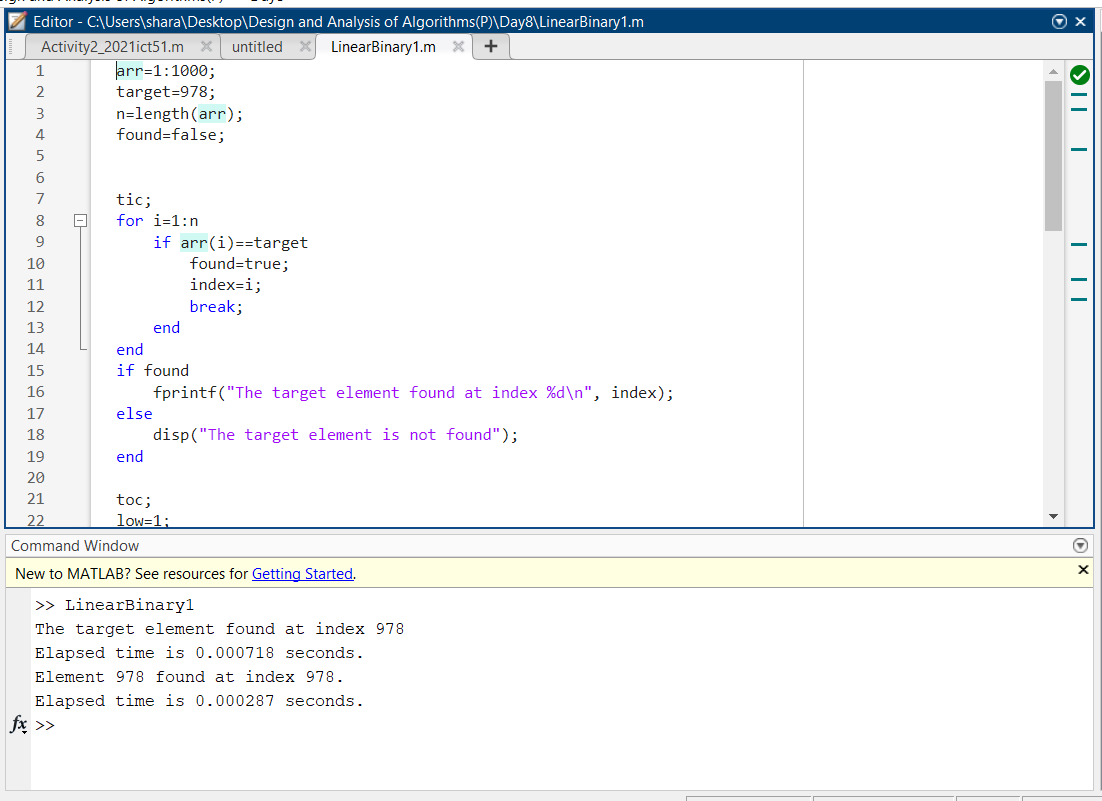 Editor - C:\Users\shara\Desktop\Design and Analysis of Algorithms(P)\Day8\LinearBinary1.m
Activity2_2021ict51.m × untitled × LinearBinary1.m × +
1 arr=1:1000;
2 target=978;
3 n=length(arr);
4 found=false;
5
6
7 tic;
8 for i=1:n
9 if arr(i)==target
10 found=true;
11 index=i;
12 break;
13 end
14 end
15 if found
16 fprintf("The target element found at index %d\n", index);
17 else
18 disp("The target element is not found");
19 end
20
21 toc;
22 low=1;
Command Window
New to MATLAB? See resources for Getting Started.
>> LinearBinary1
The target element found at index 978
Elapsed time is 0.000718 seconds.
Element 978 found at index 978.
Elapsed time is 0.000287 seconds.
fx >>